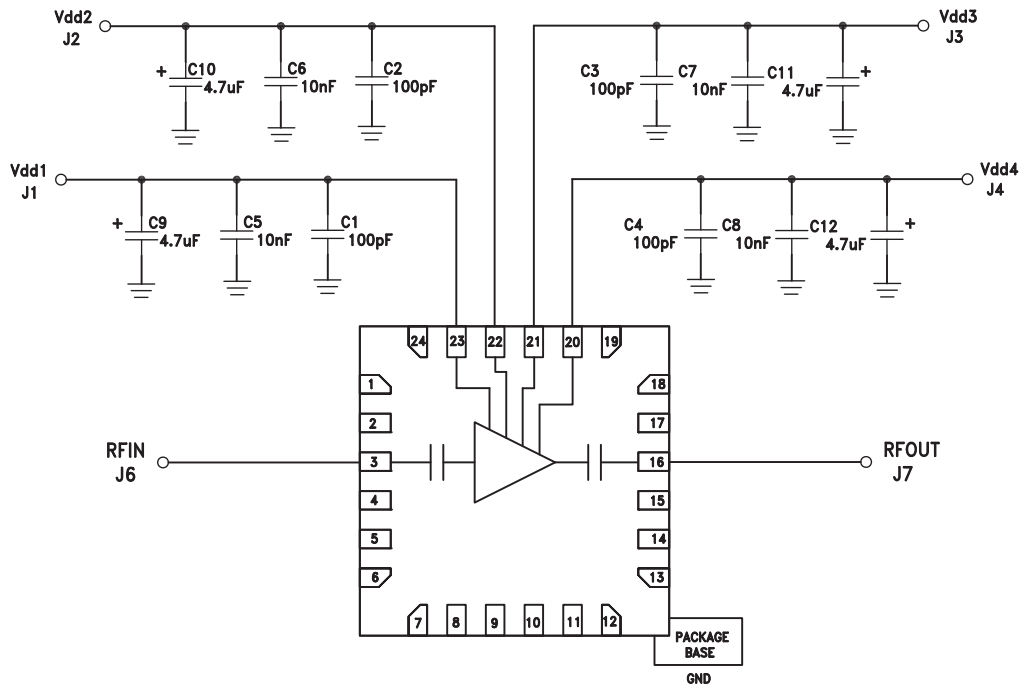 Vdd2
J2
+ C10
4.7uF
C6
10nF
C2
100pF
Vdd3
J3
C3
100pF
C7
10nF
C11
4.7uF
+
Vdd1
J1
+ C9
4.7uF
C5
10nF
C1
100pF
Vdd4
J4
C4
100pF
C8
10nF
C12
4.7uF
+
24 23 22 21 20 19
1
2
3
4
5
6
18
17
16
15
14
13
RFIN
J6
RFOUT
J7
7 8 9 10 11 12
PACKAGE
BASE
GND